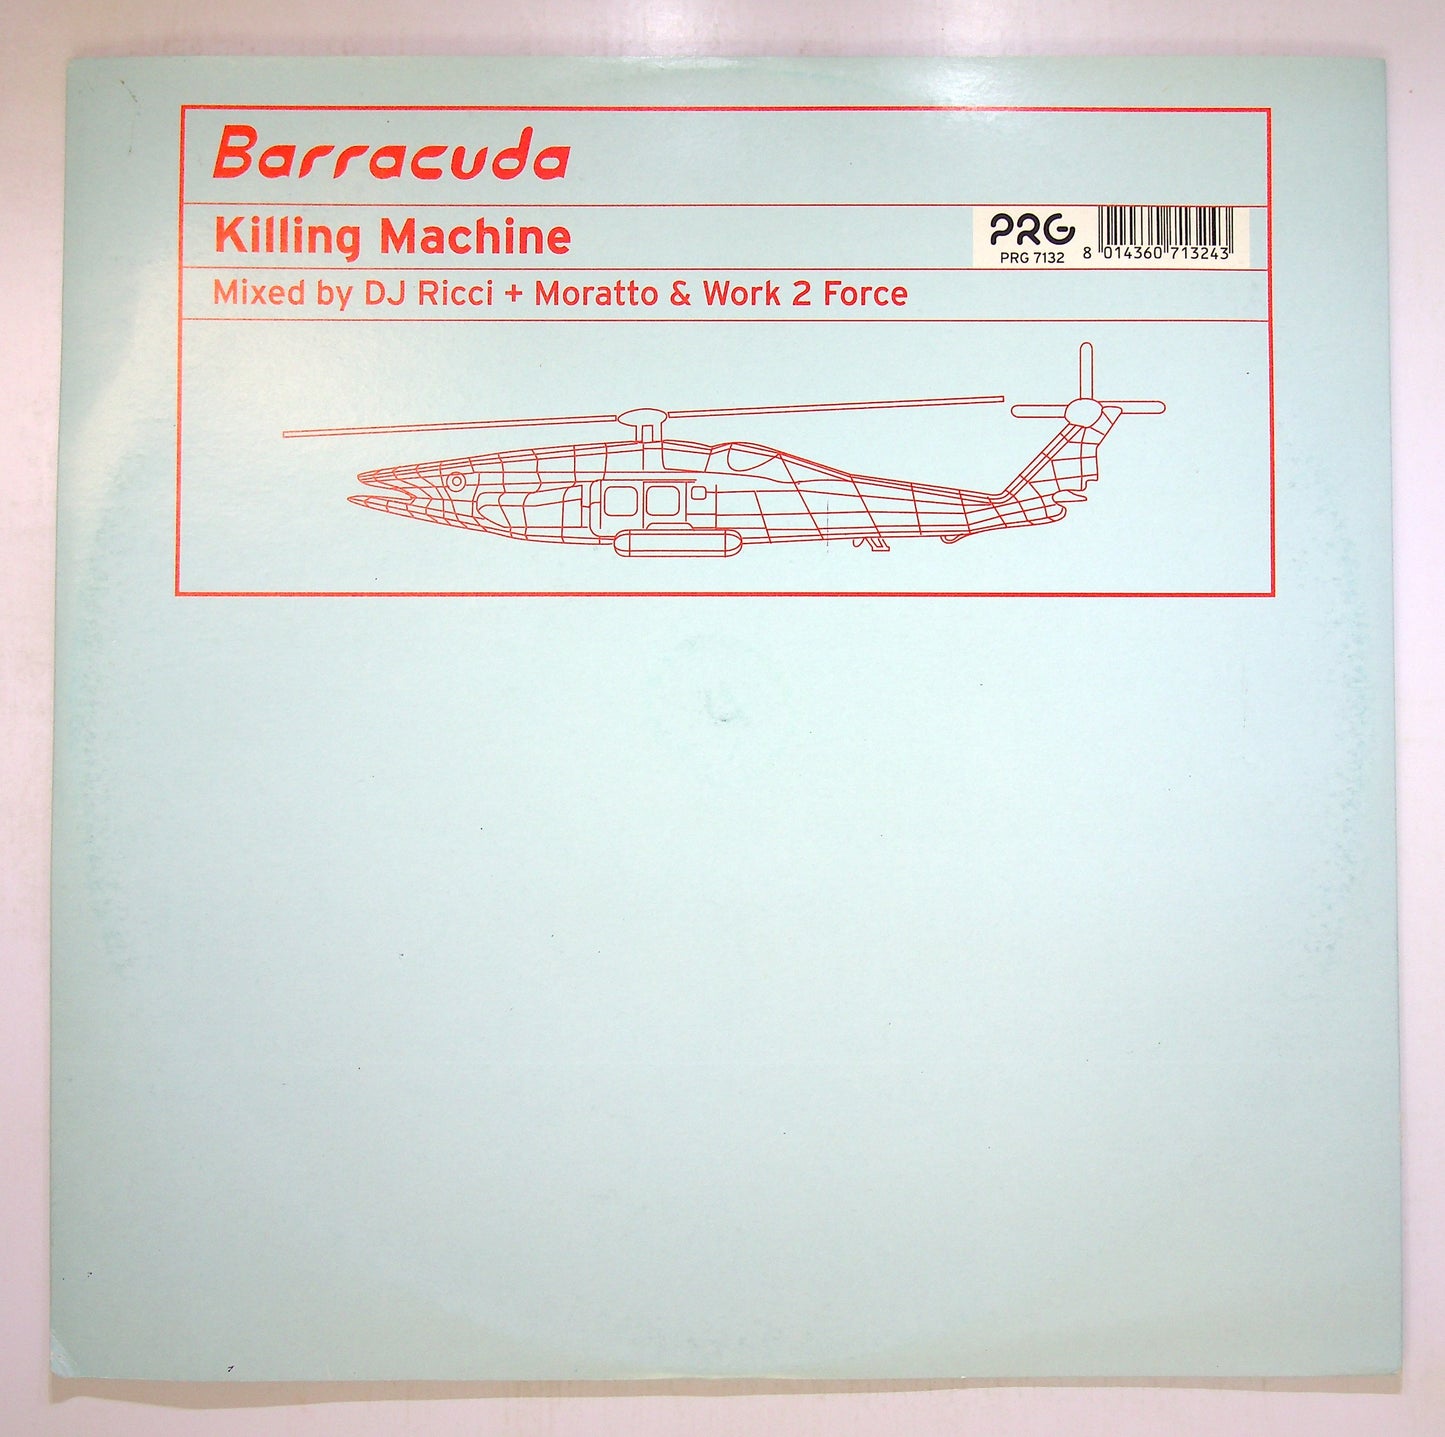 Barracuda
Killing Machine
PRG
PRG 7132
8 014360 713243
Mixed by DJ Ricci + Moratto & Work 2 Force